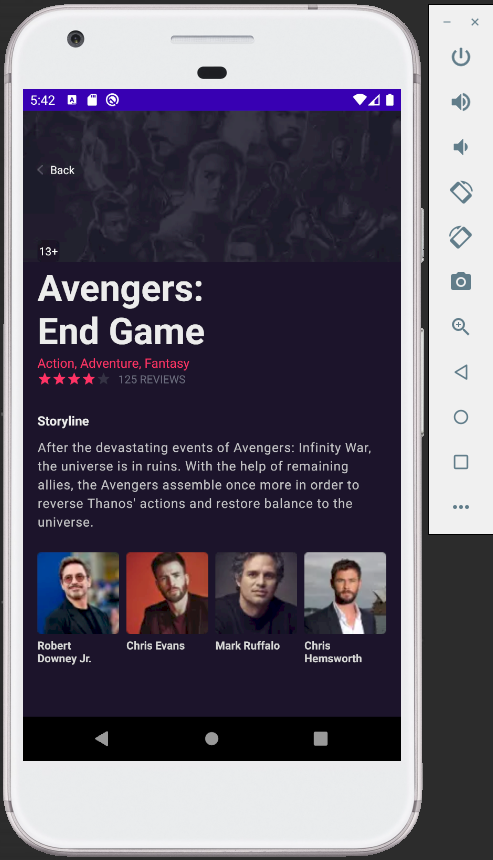 5:42
Back
13+
Avengers:
End Game
Action, Adventure, Fantasy
125 REVIEWS
Storyline
After the devastating events of Avengers: Infinity War,
the universe is in ruins. With the help of remaining
allies, the Avengers assemble once more in order to
reverse Thanos' actions and restore balance to the
universe.
Robert
Downey Jr.
Chris Evans
Mark Ruffalo
Chris
Hemsworth